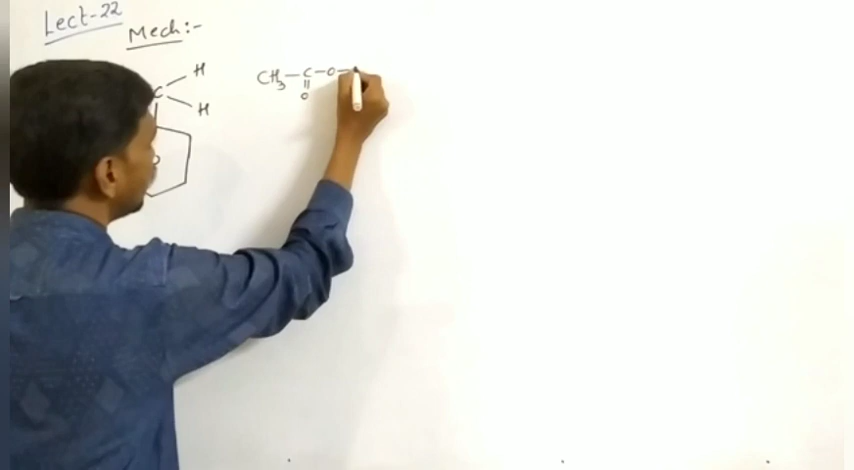 Lect-22
Mech:-
H
C
H
CH3-C-O-
O